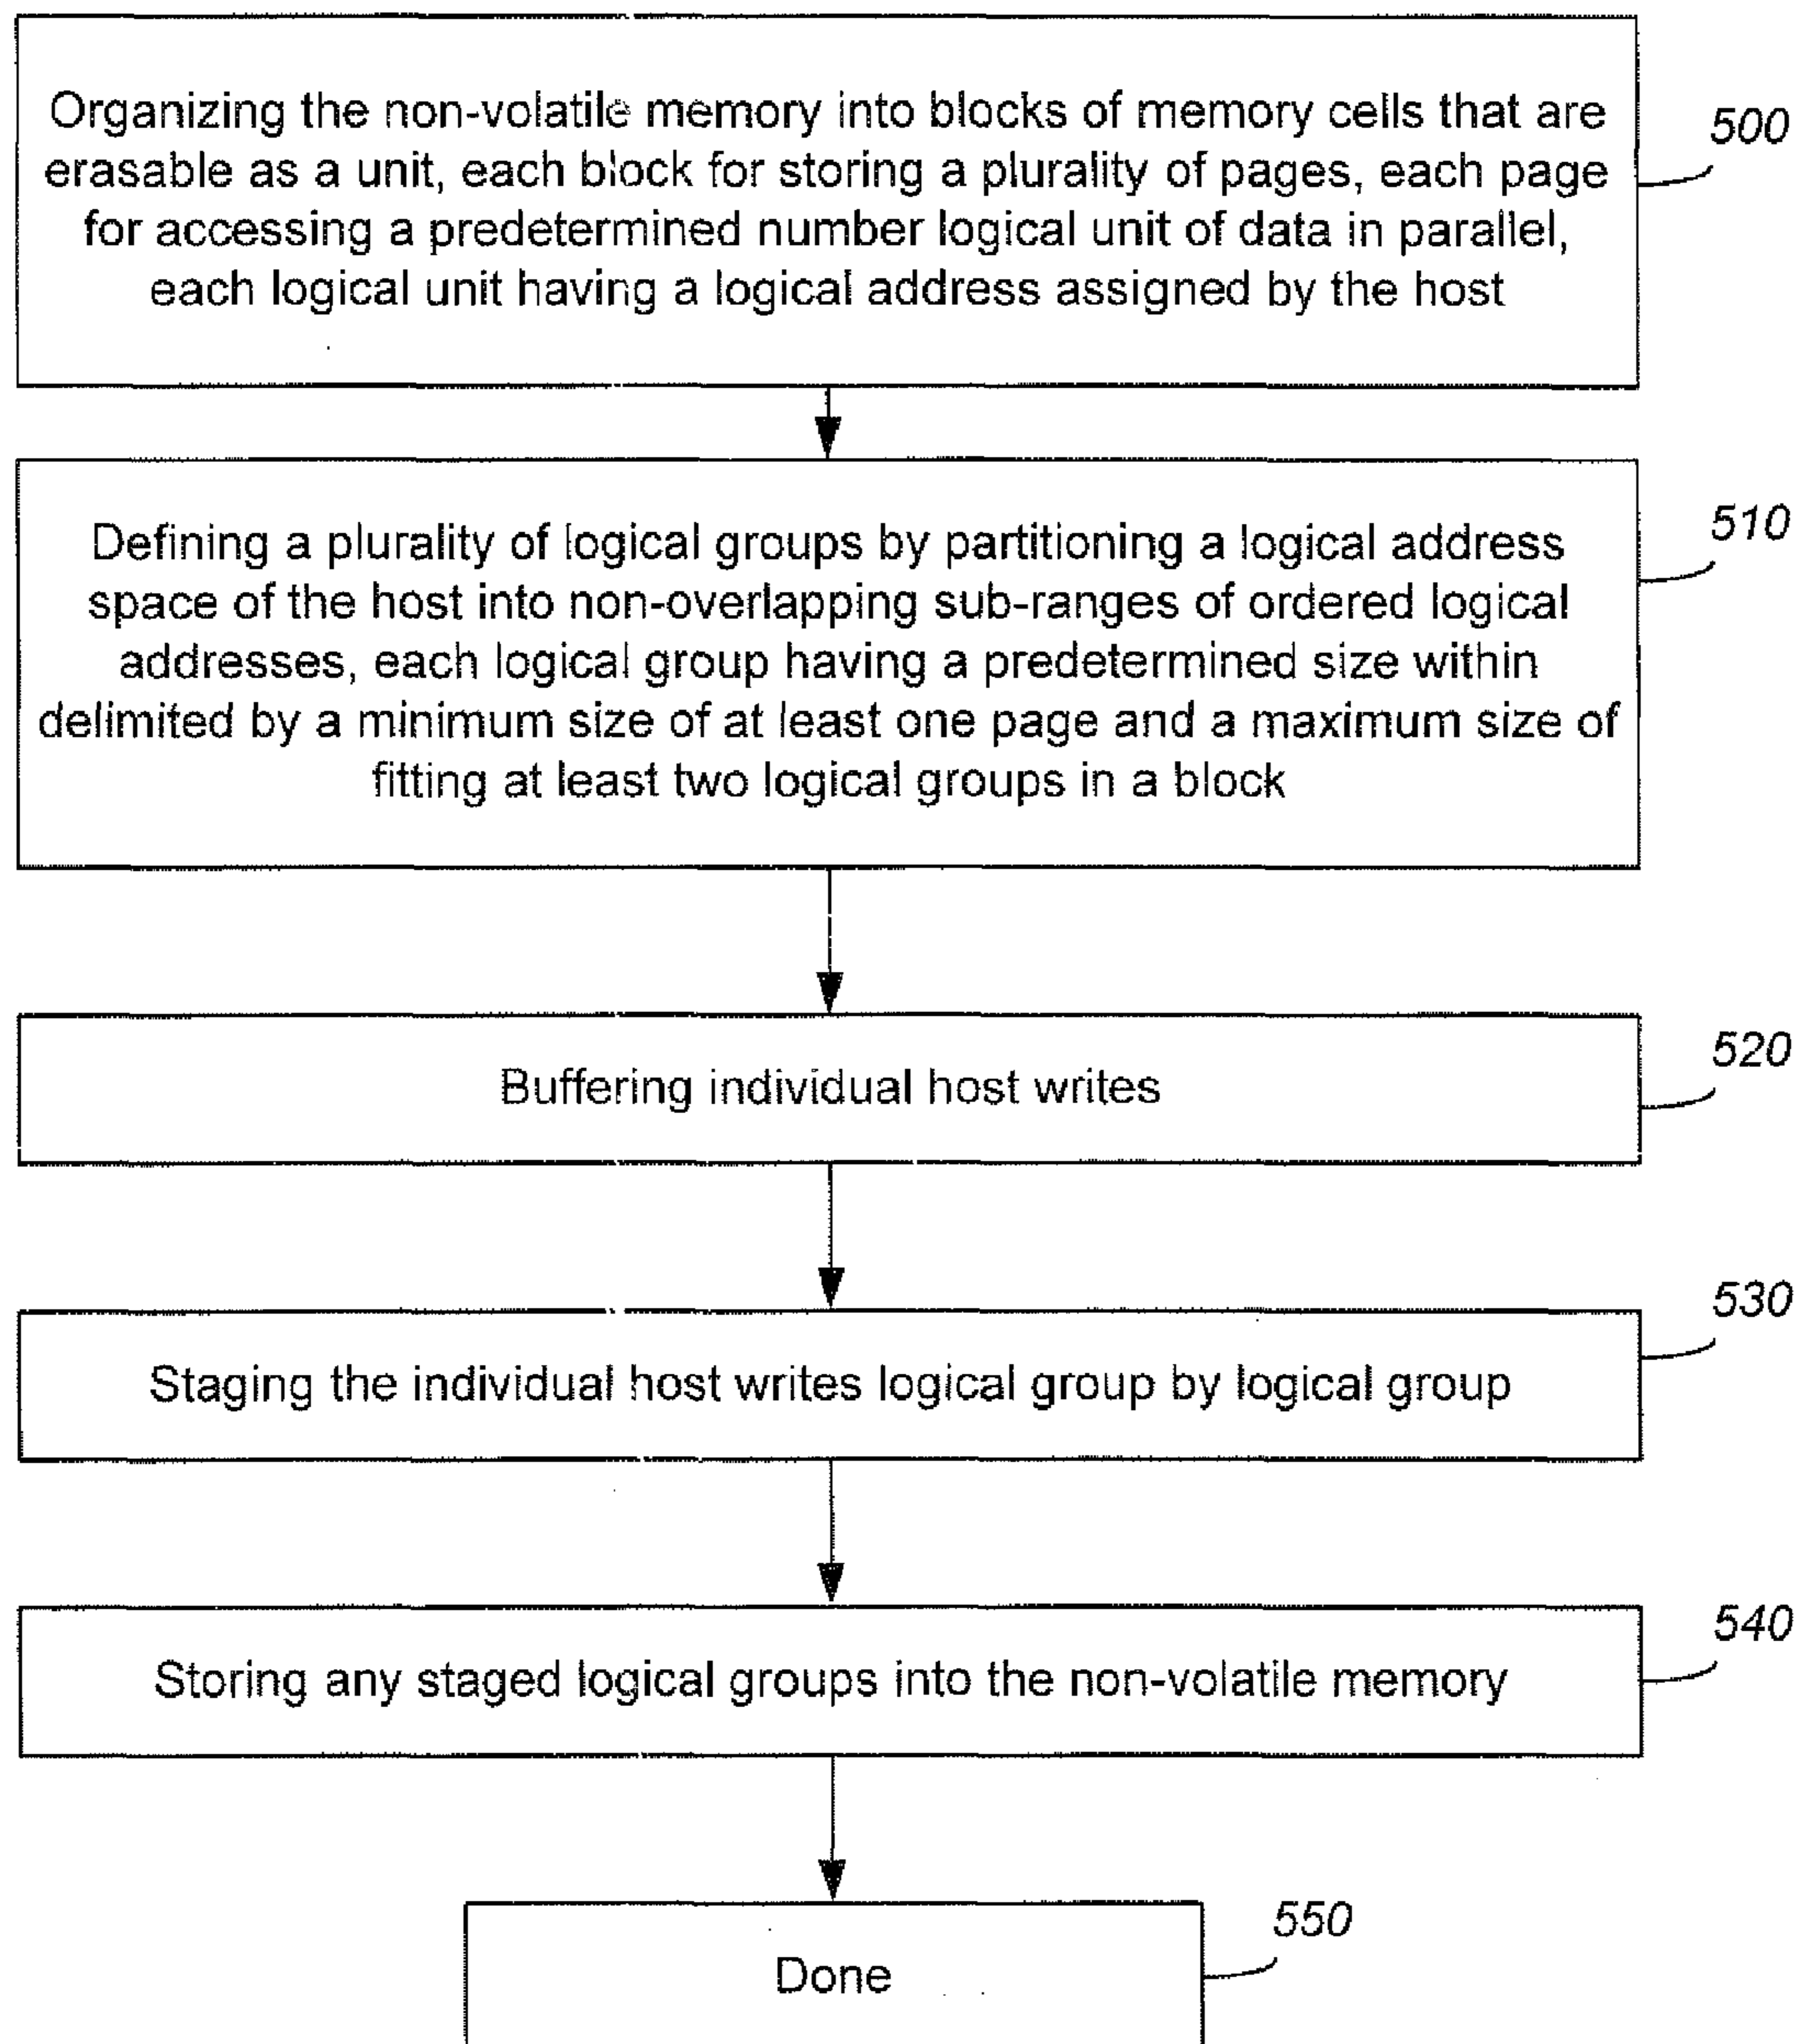 Organizing the non-volatile memory into blocks of memory cells that are
erasable as a unit, each block for storing a plurality of pages, each page
for accessing a predetermined number logical unit of data in parallel,
each logical unit having a logical address assigned by the host
500
Defining a plurality of logical groups by partitioning a logical address
space of the host into non-overlapping sub-ranges of ordered logical
addresses, each logical group having a predetermined size within
delimited by a minimum size of at least one page and a maximum size of
fitting at least two logical groups in a block
510
Buffering individual host writes
520
Staging the individual host writes logical group by logical group
530
Storing any staged logical groups into the non-volatile memory
540
Done
550